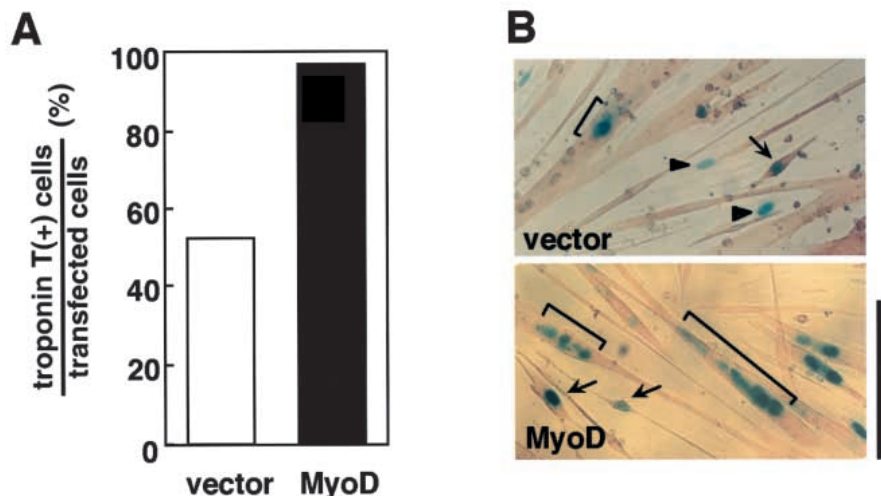 A
troponin T(+) cells
transfected cells
(%)
100
80
60
40
20
0
vector
MyoD
B
vector
MyoD